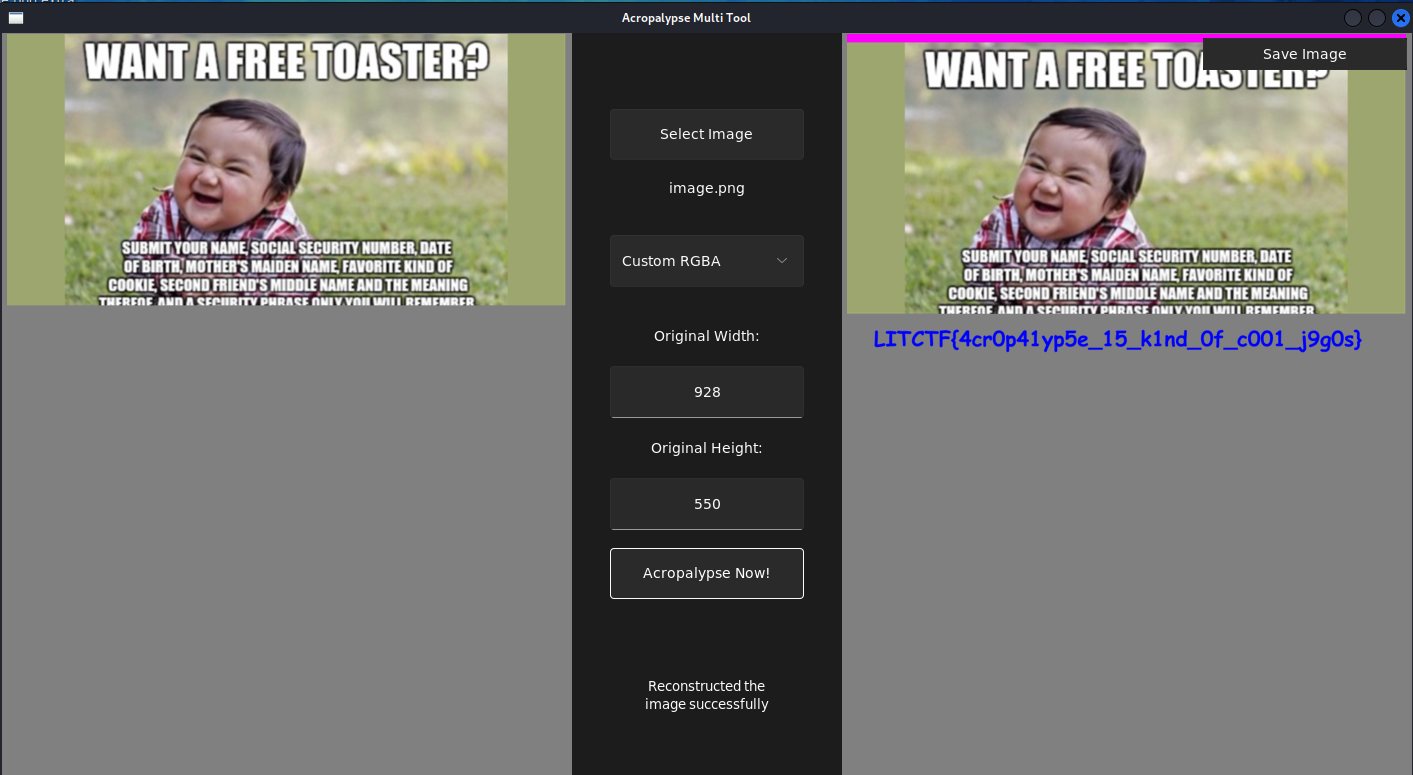 Acropalypse Multi Tool
WANT A FREE TOASTER?
SUBMIT YOUR NAME, SOCIAL SECURITY NUMBER, DATE
OF BIRTH, MOTHER'S MAIDEN NAME, FAVORITE KIND OF
COOKIE, SECOND FRIEND'S MIDDLE NAME AND THE MEANING
THEREOF, AND A SECURITY PHRASE ONLY YOU WILL REMEMBER
Select Image
image.png
Custom RGBA
Original Width:
928
Original Height:
550
Acropalypse Now!
Reconstructed the
image successfully
Save Image
WANT A FREE TOASTER?
SUBMIT YOUR NAME, SOCIAL SECURITY NUMBER, DATE
OF BIRTH, MOTHER'S MAIDEN NAME, FAVORITE KIND OF
COOKIE, SECOND FRIEND'S MIDDLE NAME AND THE MEANING
THEREOF, AND A SECURITY PHRASE ONLY YOU WILL REMEMBER
LITCTF{4cr0p41yp5e_15_k1nd_0f_c001_j9g0s}